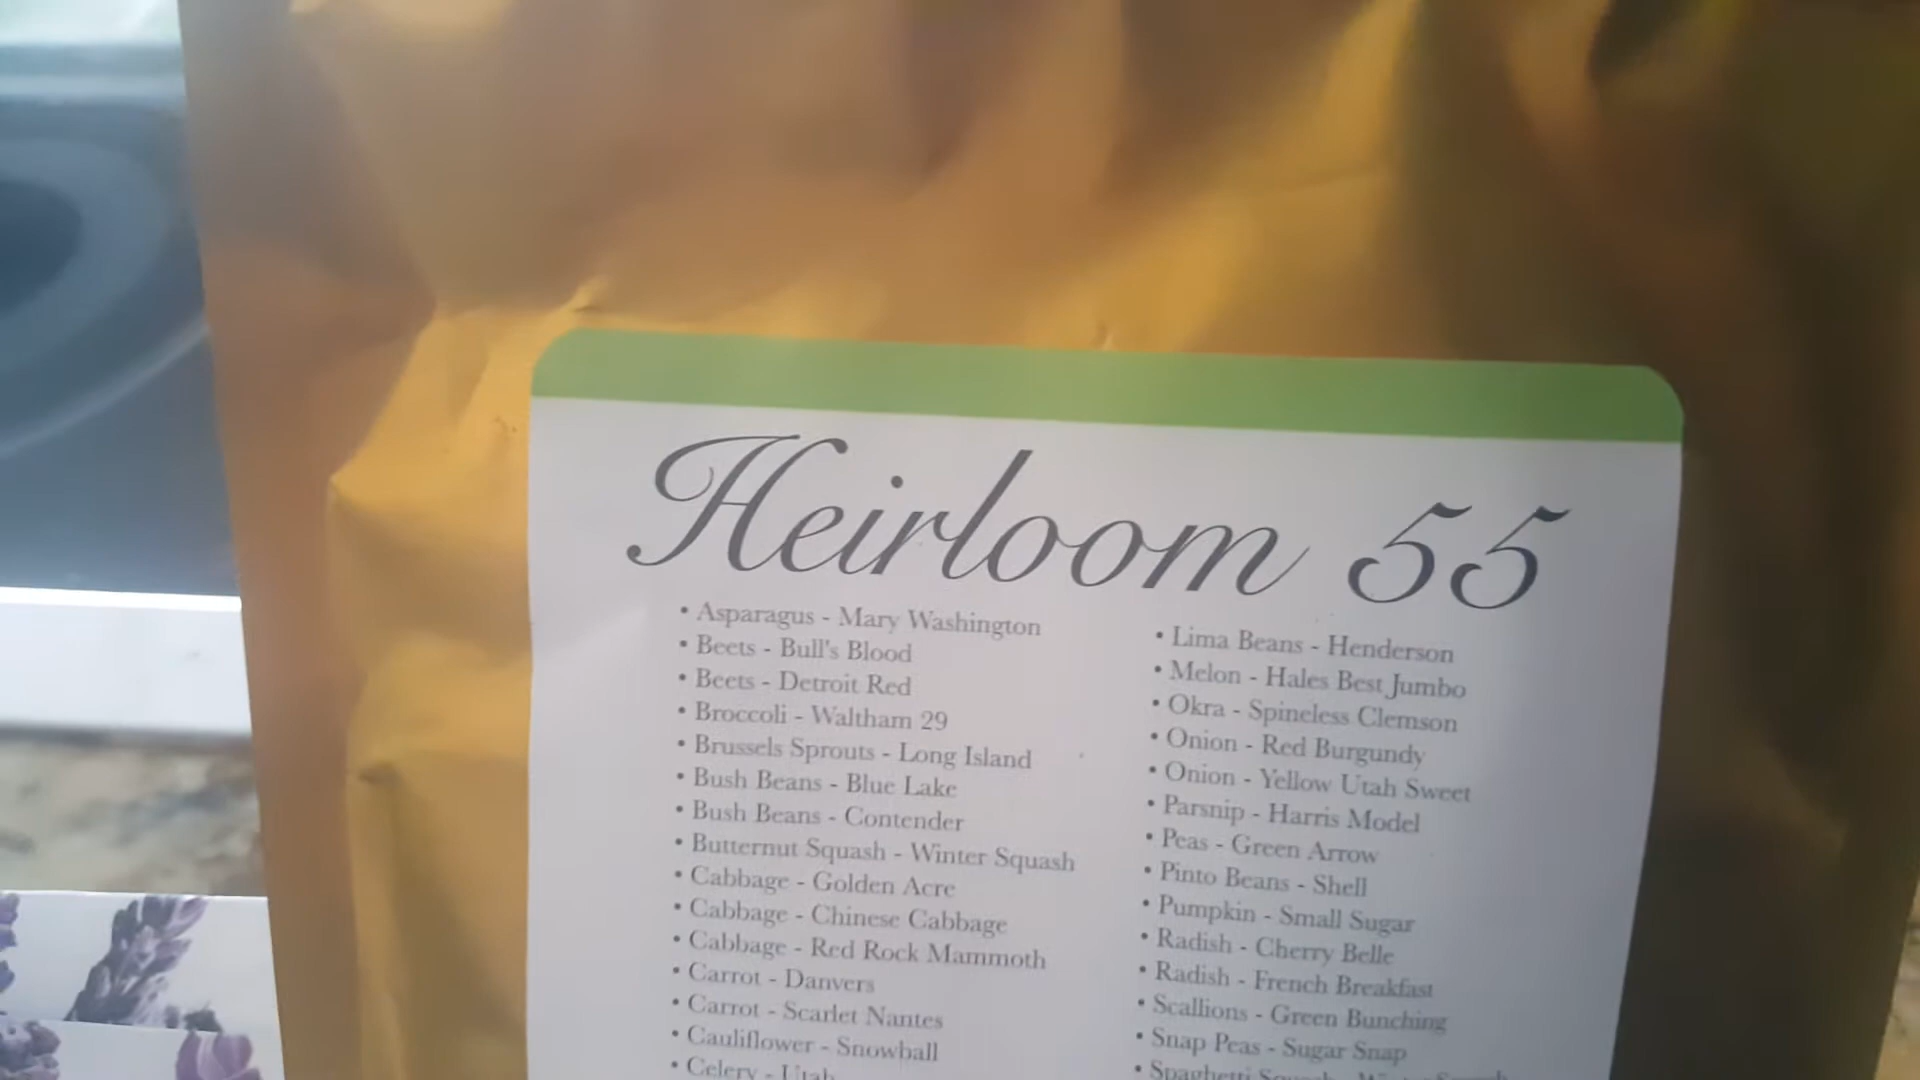 Heirloom 55
• Asparagus - Mary Washington
• Beets - Bull's Blood
• Beets - Detroit Red
• Broccoli - Waltham 29
• Brussels Sprouts - Long Island
• Bush Beans - Blue Lake
• Bush Beans - Contender
• Butternut Squash - Winter Squash
• Cabbage - Golden Acre
• Cabbage - Chinese Cabbage
• Cabbage - Red Rock Mammoth
• Carrot - Danvers
• Carrot - Scarlet Nantes
• Cauliflower - Snowball
• Celery - Utah
• Lima Beans - Henderson
• Melon - Hales Best Jumbo
• Okra - Spineless Clemson
• Onion - Red Burgundy
• Onion - Yellow Utah Sweet
• Parsnip - Harris Model
• Peas - Green Arrow
• Pinto Beans - Shell
• Pumpkin - Small Sugar
• Radish - Cherry Belle
• Radish - French Breakfast
• Scallions - Green Bunching
• Snap Peas - Sugar Snap
• Spaghetti